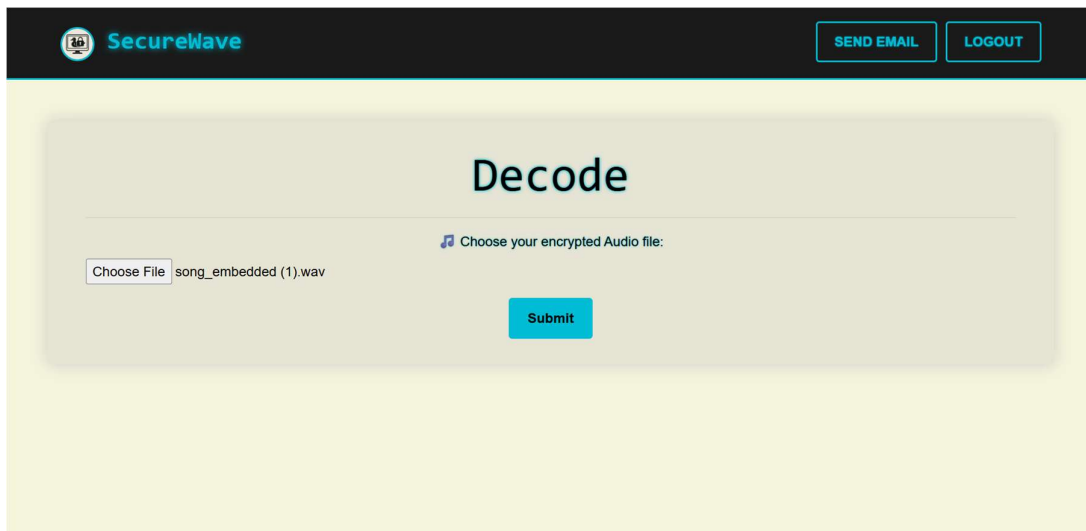 SecureWave
SEND EMAIL
LOGOUT
Decode
🎵 Choose your encrypted Audio file:
Choose File song_embedded (1).wav
Submit